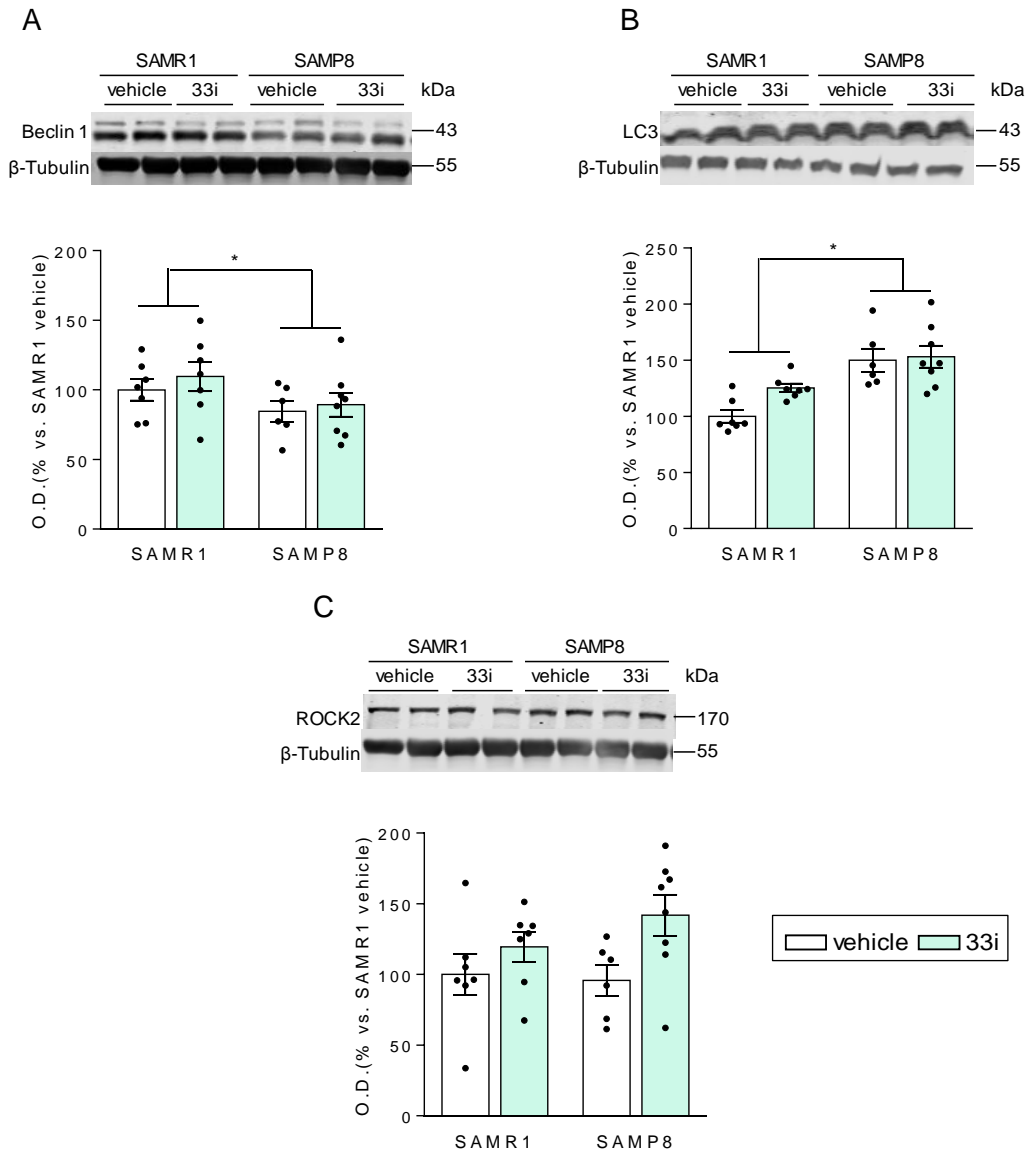 A
SAMR1 SAMP8
vehicle 33i vehicle 33i kDa
Beclin 1 43
β-Tubulin 55
O.D.(% vs. SAMR1 vehicle)
200
150
100
50
0
*
SAMR1 SAMP8
B
SAMR1 SAMP8
vehicle 33i vehicle 33i kDa
LC3 43
β-Tubulin 55
O.D.(% vs. SAMR1 vehicle)
250
200
150
100
50
0
*
SAMR1 SAMP8
C
SAMR1 SAMP8
vehicle 33i vehicle 33i kDa
ROCK2 170
β-Tubulin 55
O.D.(% vs. SAMR1 vehicle)
200
150
100
50
0
SAMR1 SAMP8
vehicle 33i